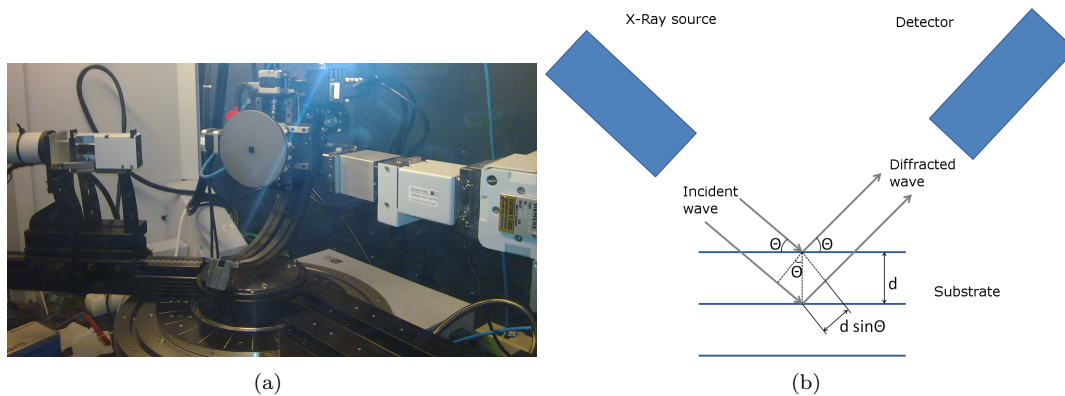 X-Ray source
Detector
Incident
wave
Diffracted
wave
Θ
Θ
Θ
d
Substrate
d sinΘ
(a)
(b)